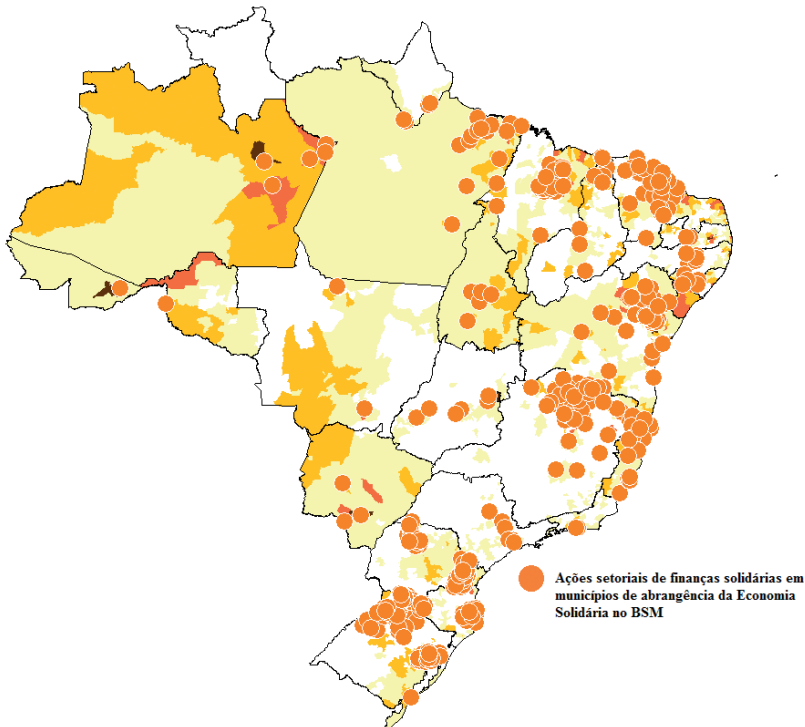 Ações setoriais de finanças solidárias em
municípios de abrangência da Economia
Solidária no BSM